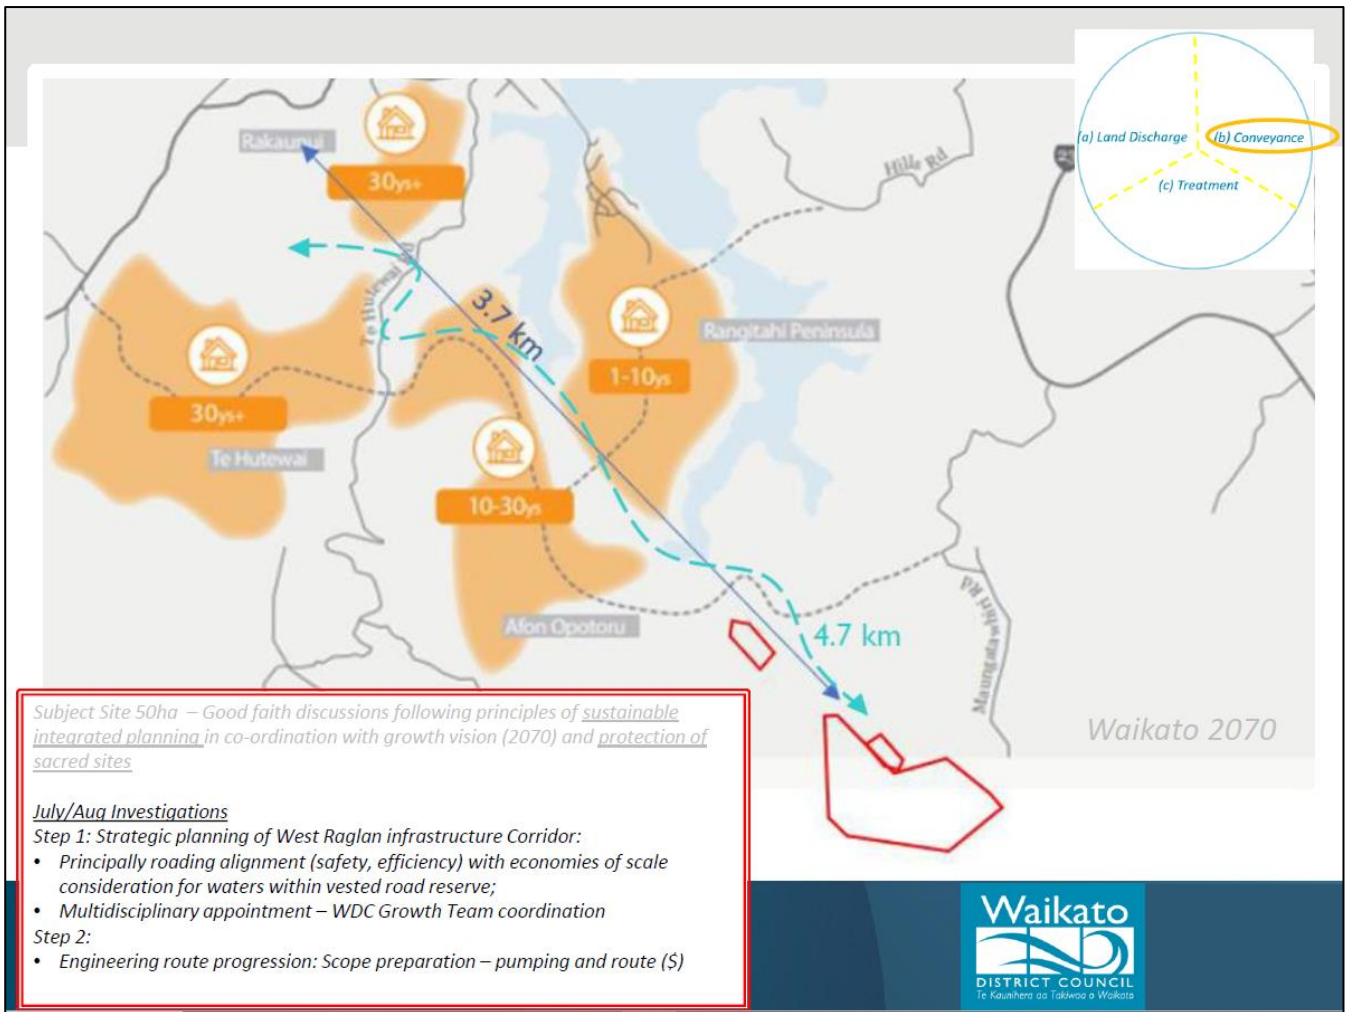 (a) Land Discharge
(b) Conveyance
(c) Treatment
Rakaunui
30ys+
Hills Rd
23
Te Hutewai Rd
3.7 km
Rangitahi Peninsula
1-10ys
30ys+
Te Hutewai
10-30ys
Afon Opotoru
4.7 km
Maungatawhiri Rd
Waikato 2070
Subject Site 50ha – Good faith discussions following principles of sustainable
integrated planning in co-ordination with growth vision (2070) and protection of
sacred sites
July/Aug Investigations
Step 1: Strategic planning of West Raglan infrastructure Corridor:
• Principally roading alignment (safety, efficiency) with economies of scale
consideration for waters within vested road reserve;
• Multidisciplinary appointment – WDC Growth Team coordination
Step 2:
• Engineering route progression: Scope preparation – pumping and route ($)
Waikato
DISTRICT COUNCIL
Te Kaunihera aa Takiwaa o Waikato